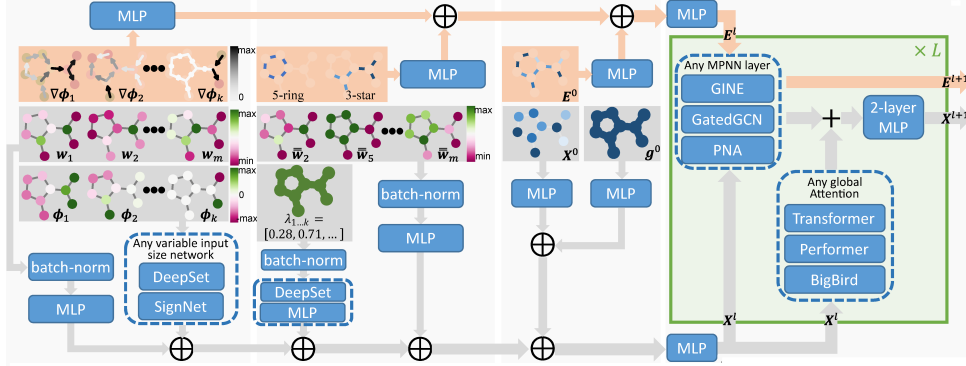 MLP
MLP
E^l
× L
max
0
∇ϕ_1
∇ϕ_2
∇ϕ_k
5-ring
3-star
MLP
E^0
MLP
Any MPNN layer
GINE
GatedGCN
PNA
E^{l+1}
2-layer
MLP
X^{l+1}
max
min
w_1
w_2
w_m
w̿_2
w̿_5
w̿_m
max
min
X^0
g^0
max
0
-max
ϕ_1
ϕ_2
ϕ_k
λ_{1...k} =
[0.28, 0.71, ... ]
batch-norm
MLP
MLP
MLP
Any global
Attention
Transformer
Performer
BigBird
Any variable input
size network
DeepSet
SignNet
batch-norm
MLP
batch-norm
DeepSet
MLP
MLP
X^l
X^l